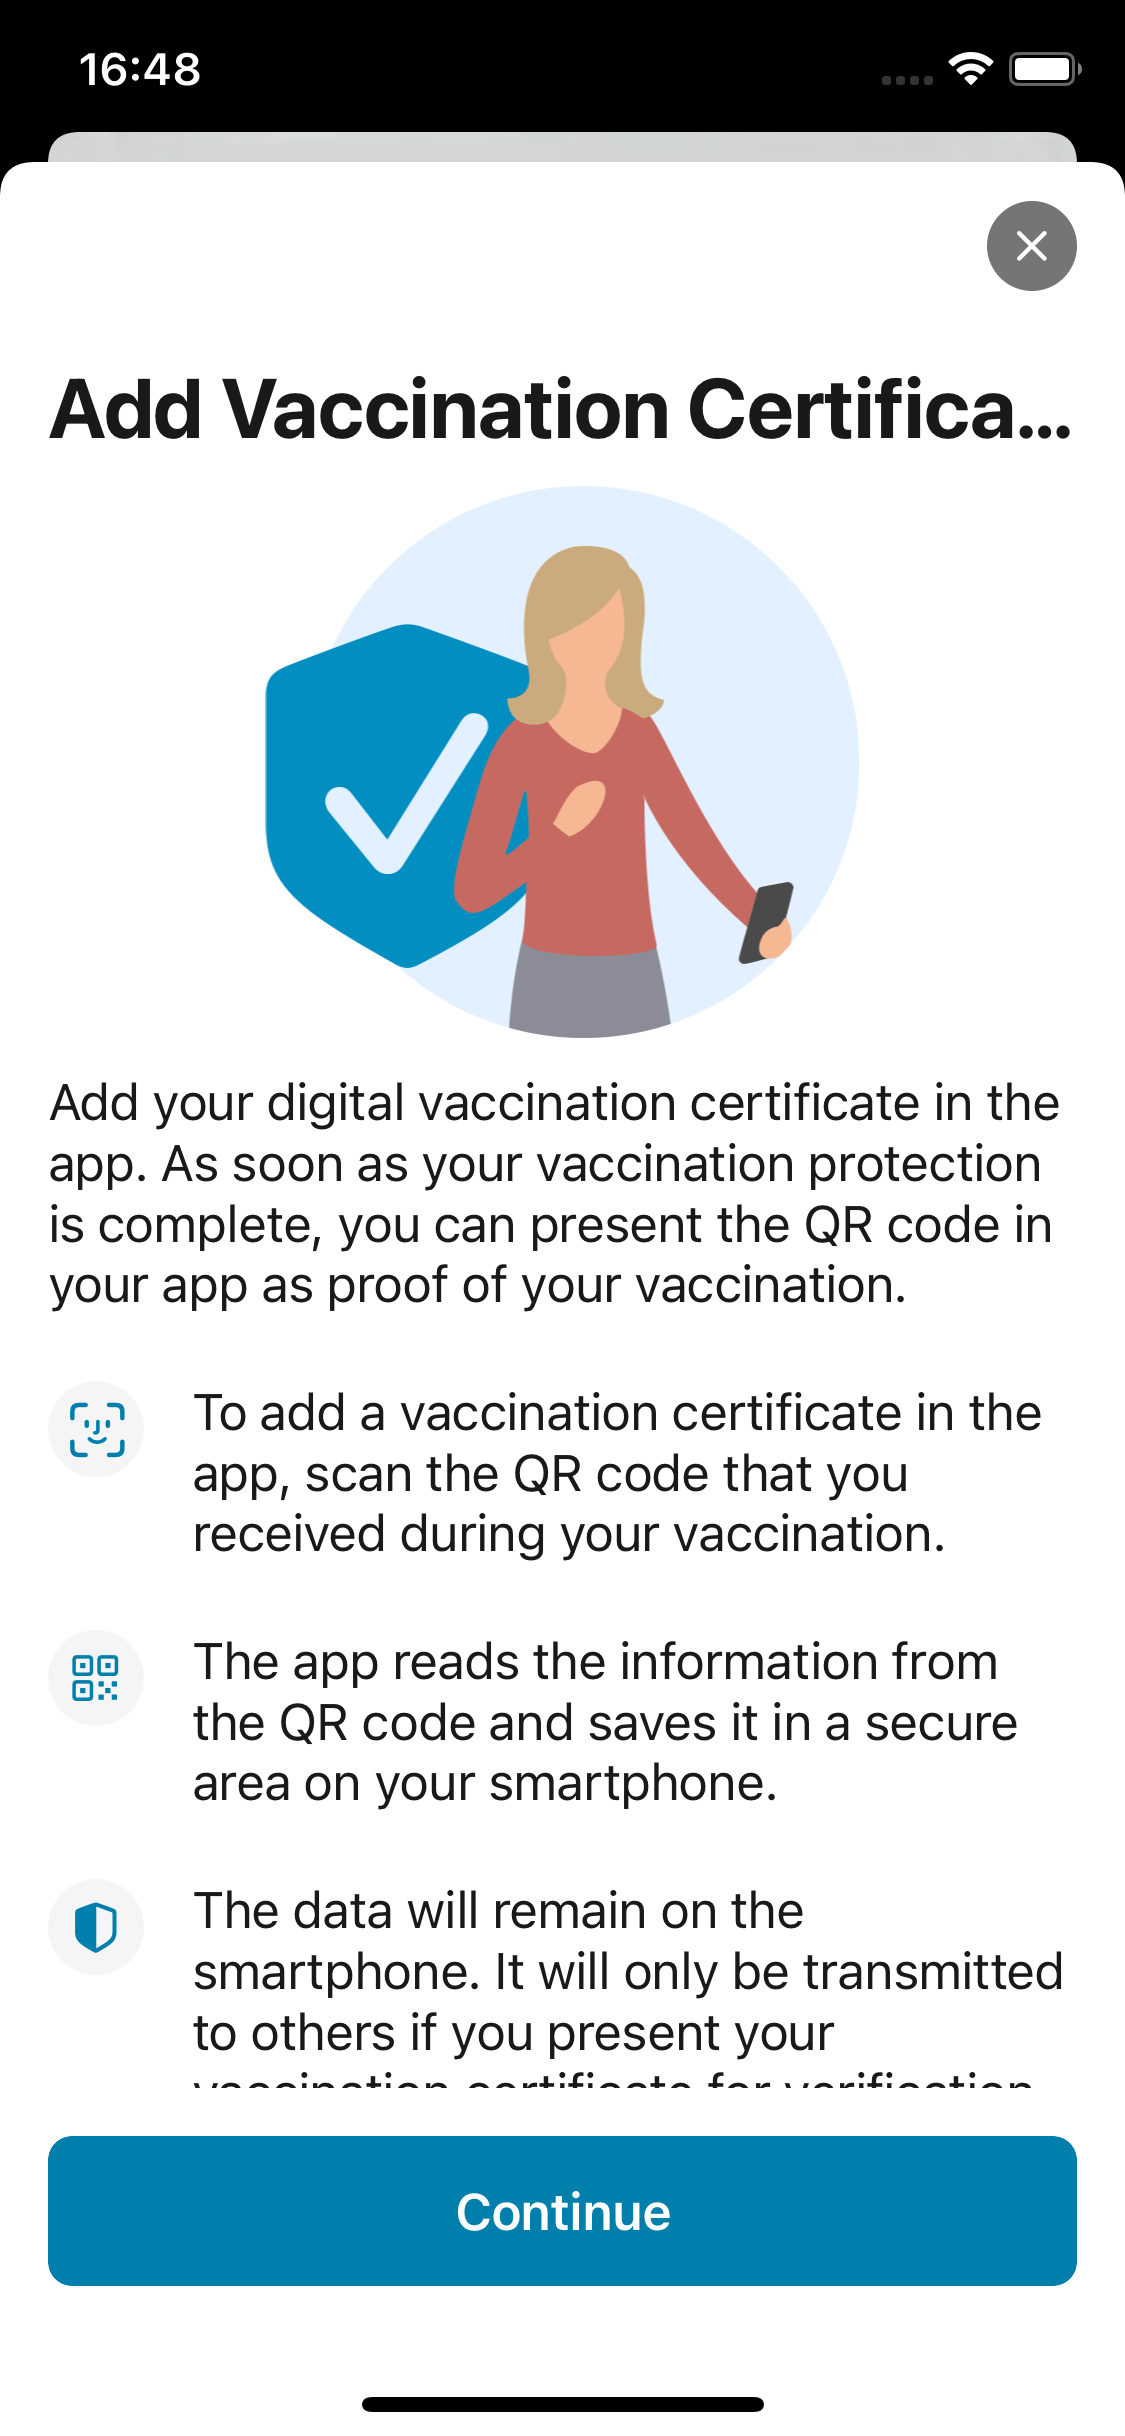 16:48
Add Vaccination Certifica...
Add your digital vaccination certificate in the
app. As soon as your vaccination protection
is complete, you can present the QR code in
your app as proof of your vaccination.
To add a vaccination certificate in the
app, scan the QR code that you
received during your vaccination.
The app reads the information from
the QR code and saves it in a secure
area on your smartphone.
The data will remain on the
smartphone. It will only be transmitted
to others if you present your
vaccination certificate for verification
Continue